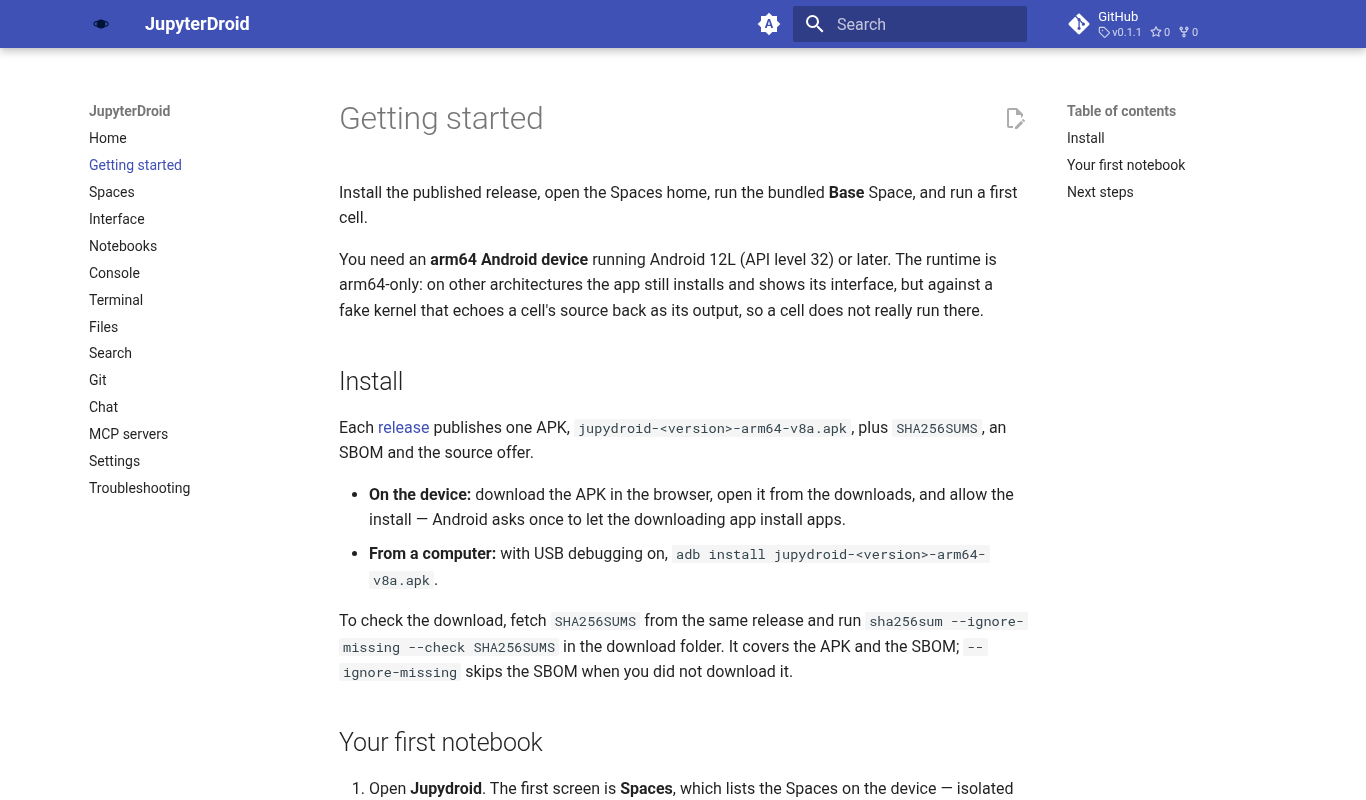 JupyterDroid
Search
GitHub
v0.1.1 0 0
JupyterDroid
Home
Getting started
Spaces
Interface
Notebooks
Console
Terminal
Files
Search
Git
Chat
MCP servers
Settings
Troubleshooting
Getting started
Install the published release, open the Spaces home, run the bundled Base Space, and run a first
cell.
You need an arm64 Android device running Android 12L (API level 32) or later. The runtime is
arm64-only: on other architectures the app still installs and shows its interface, but against a
fake kernel that echoes a cell's source back as its output, so a cell does not really run there.
Install
Each release publishes one APK, jupydroid-<version>-arm64-v8a.apk, plus SHA256SUMS, an
SBOM and the source offer.
• On the device: download the APK in the browser, open it from the downloads, and allow the
install — Android asks once to let the downloading app install apps.
• From a computer: with USB debugging on, adb install jupydroid-<version>-arm64-
v8a.apk.
To check the download, fetch SHA256SUMS from the same release and run sha256sum --ignore-
missing --check SHA256SUMS in the download folder. It covers the APK and the SBOM; --
ignore-missing skips the SBOM when you did not download it.
Your first notebook
1. Open Jupydroid. The first screen is Spaces, which lists the Spaces on the device — isolated
Table of contents
Install
Your first notebook
Next steps